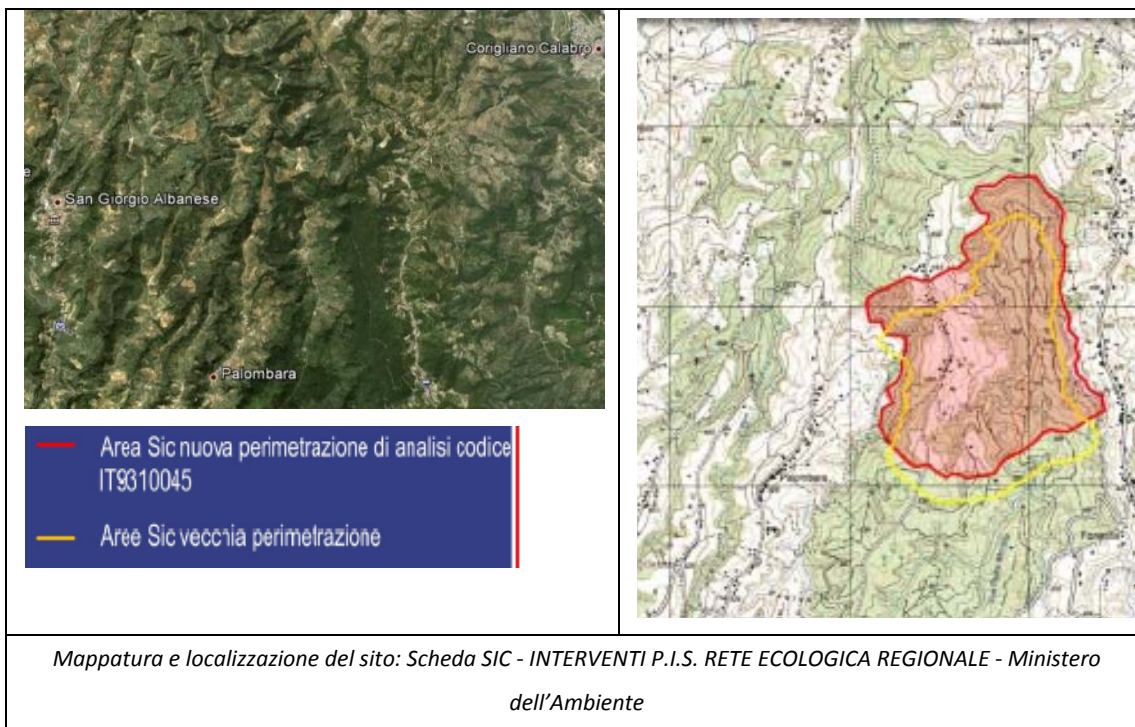 Corigliano Calabro
San Giorgio Albanese
Palombara
Area Sic nuova perimetrazione di analisi codice
IT9310045
Aree Sic vecchia perimetrazione
Palombara
Mappatura e localizzazione del sito: Scheda SIC - INTERVENTI P.I.S. RETE ECOLOGICA REGIONALE - Ministero
dell’Ambiente